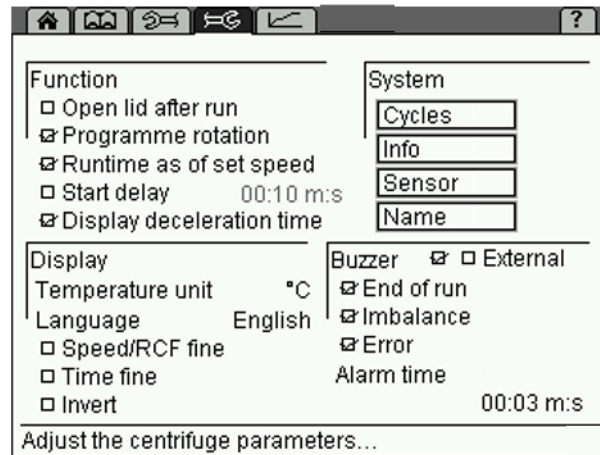 ?
Function
Open lid after run
Programme rotation
Runtime as of set speed
Start delay 00:10 m:s
Display deceleration time
System
Cycles
Info
Sensor
Name
Display
Temperature unit °C
Language English
Speed/RCF fine
Time fine
Invert
Buzzer External
End of run
Imbalance
Error
Alarm time
00:03 m:s
Adjust the centrifuge parameters...